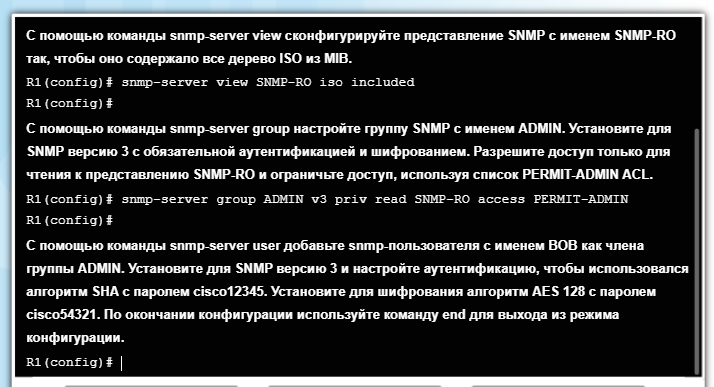 С помощью команды snmp-server view сконфигурируйте представление SNMP с именем SNMP-RO
так, чтобы оно содержало все дерево ISO из MIB.
R1(config)# snmp-server view SNMP-RO iso included
R1(config)#
С помощью команды snmp-server group настройте группу SNMP с именем ADMIN. Установите для
SNMP версию 3 с обязательной аутентификацией и шифрованием. Разрешите доступ только для
чтения к представлению SNMP-RO и ограничьте доступ, используя список PERMIT-ADMIN ACL.
R1(config)# snmp-server group ADMIN v3 priv read SNMP-RO access PERMIT-ADMIN
R1(config)#
С помощью команды snmp-server user добавьте snmp-пользователя с именем BOB как члена
группы ADMIN. Установите для SNMP версию 3 и настройте аутентификацию, чтобы использовался
алгоритм SHA с паролем cisco12345. Установите для шифрования алгоритм AES 128 с паролем
cisco54321. По окончании конфигурации используйте команду end для выхода из режима
конфигурации.
R1(config)#